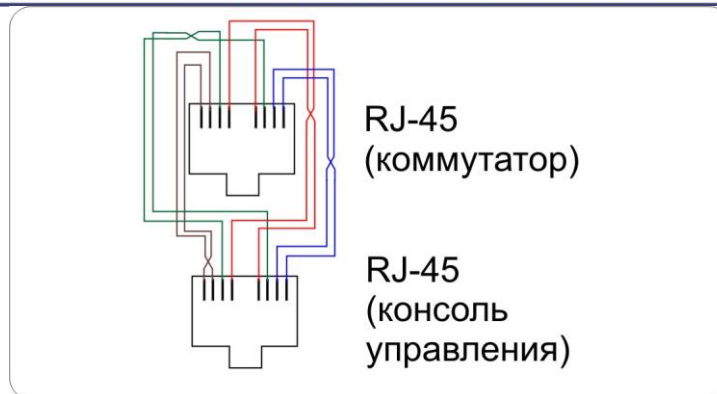 RJ-45
(коммутатор)
RJ-45
(консоль
управления)